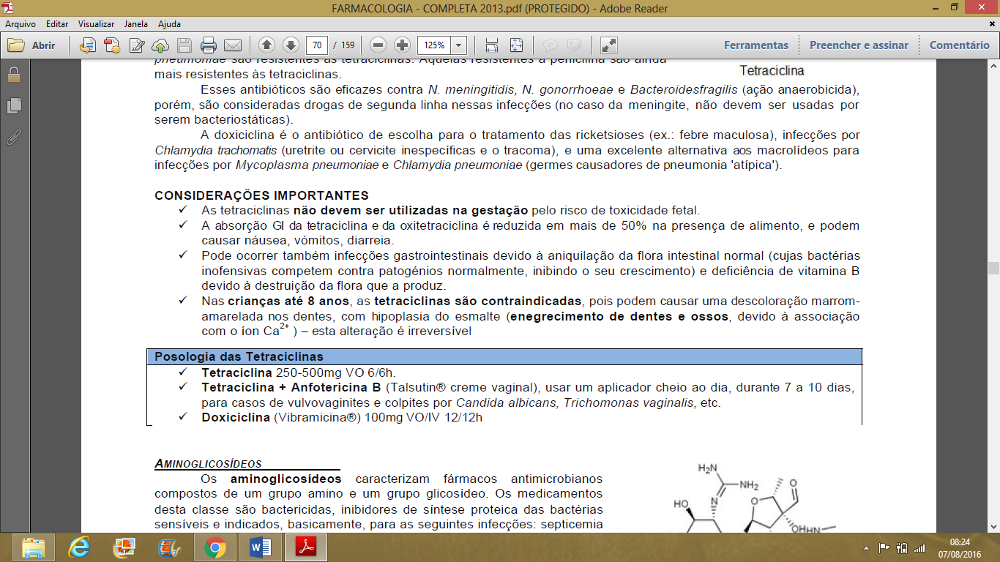 FARMACOLOGIA - COMPLETA 2013.pdf (PROTEGIDO) - Adobe Reader
Arquivo Editar Visualizar Janela Ajuda
Abrir 70 / 159 125% Ferramentas Preencher e assinar Comentário
pneumoniae são resistentes às tetraciclinas. Aquelas resistentes à penicilina são ainda
mais resistentes às tetraciclinas.
Tetraciclina
Esses antibióticos são eficazes contra N. meningitidis, N. gonorrhoeae e Bacteroidesfragilis (ação anaerobicida),
porém, são consideradas drogas de segunda linha nessas infecções (no caso da meningite, não devem ser usadas por
serem bacteriostáticas).
A doxiciclina é o antibiótico de escolha para o tratamento das ricketsioses (ex.: febre maculosa), infecções por
Chlamydia trachomatis (uretrite ou cervicite inespecíficas e o tracoma), e uma excelente alternativa aos macrolídeos para
infecções por Mycoplasma pneumoniae e Chlamydia pneumoniae (germes causadores de pneumonia 'atípica').
CONSIDERAÇÕES IMPORTANTES
✓ As tetraciclinas não devem ser utilizadas na gestação pelo risco de toxicidade fetal.
✓ A absorção GI da tetraciclina e da oxitetraciclina é reduzida em mais de 50% na presença de alimento, e podem
causar náusea, vómitos, diarreia.
✓ Pode ocorrer também infecções gastrointestinais devido à aniquilação da flora intestinal normal (cujas bactérias
inofensivas competem contra patogénios normalmente, inibindo o seu crescimento) e deficiência de vitamina B
devido à destruição da flora que a produz.
✓ Nas crianças até 8 anos, as tetraciclinas são contraindicadas, pois podem causar uma descoloração marrom-
amarelada nos dentes, com hipoplasia do esmalte (enegrecimento de dentes e ossos, devido à associação
com o íon Ca2+ ) – esta alteração é irreversível
Posologia das Tetraciclinas
✓ Tetraciclina 250-500mg VO 6/6h.
✓ Tetraciclina + Anfotericina B (Talsutin® creme vaginal), usar um aplicador cheio ao dia, durante 7 a 10 dias,
para casos de vulvovaginites e colpites por Candida albicans, Trichomonas vaginalis, etc.
✓ Doxiciclina (Vibramicina®) 100mg VO/IV 12/12h
AMINOGLICOSÍDEOS
Os aminoglicosídeos caracterizam fármacos antimicrobianos
compostos de um grupo amino e um grupo glicosídeo. Os medicamentos
desta classe são bactericidas, inibidores de síntese proteica das bactérias
sensíveis e indicados, basicamente, para as seguintes infecções: septicemia
H2N
NH2
N
HO
O
O
OH
HN
08:24
07/08/2016